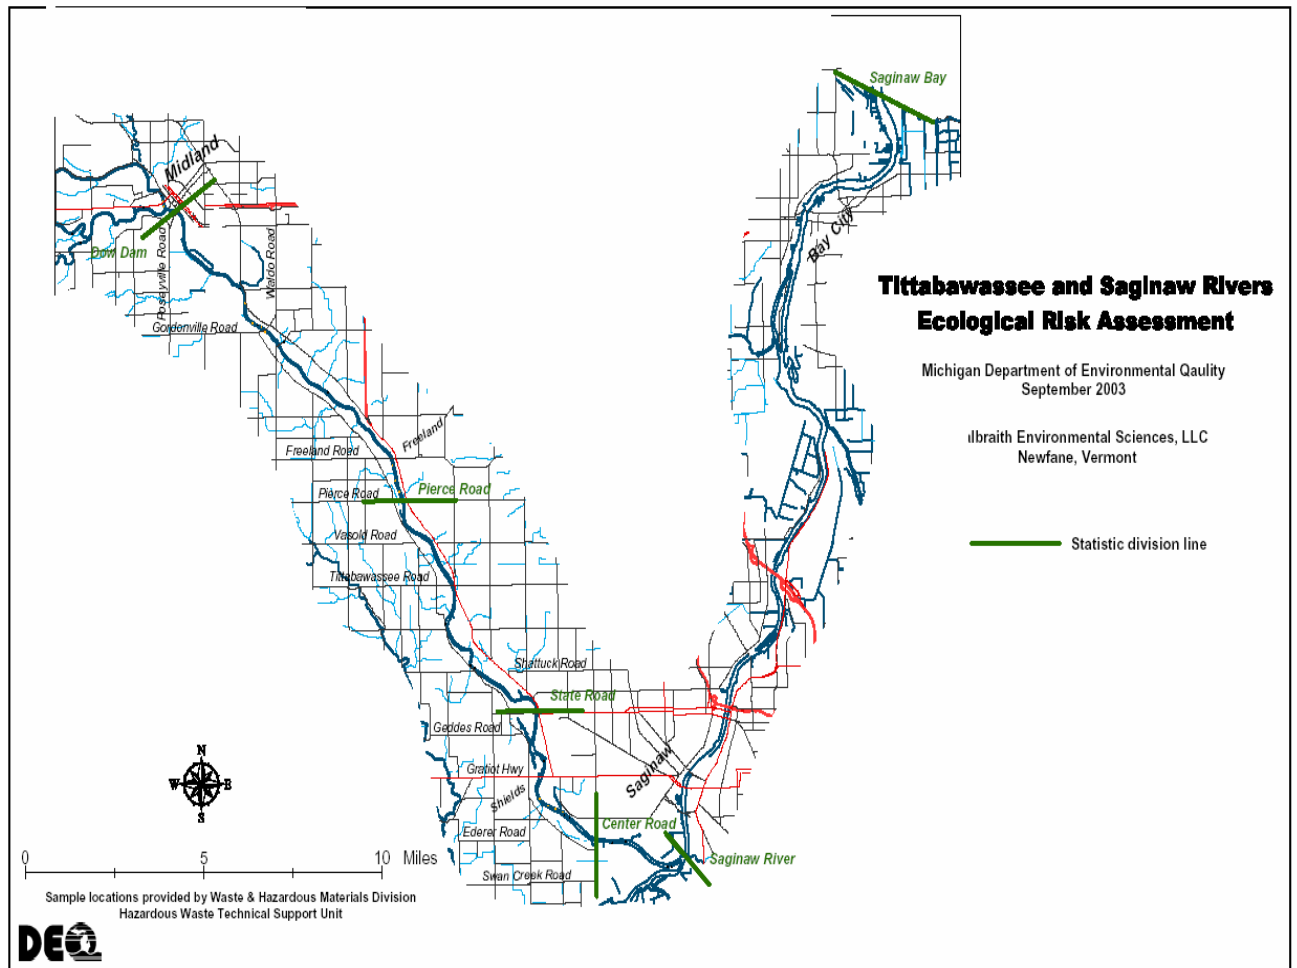 Saginaw Bay
Midland
Dow Dam
Poseyville Road
Waldo Road
Bay City
Gordonville Road
Tittabawassee and Saginaw Rivers
Ecological Risk Assessment
Michigan Department of Environmental Qaulity
September 2003
Freeland
Freeland Road
lbraith Environmental Sciences, LLC
Newfane, Vermont
Pierce Road
Pierce Road
Vasold Road
Statistic division line
Tittabawassee Road
Shattuck Road
State Road
Geddes Road
Saginaw
Gratiot Hwy
Shields
Center Road
Ederer Road
Saginaw River
Swan Creek Road
N
W E
S
0 5 10 Miles
Sample locations provided by Waste & Hazardous Materials Division
Hazardous Waste Technical Support Unit
DEQ